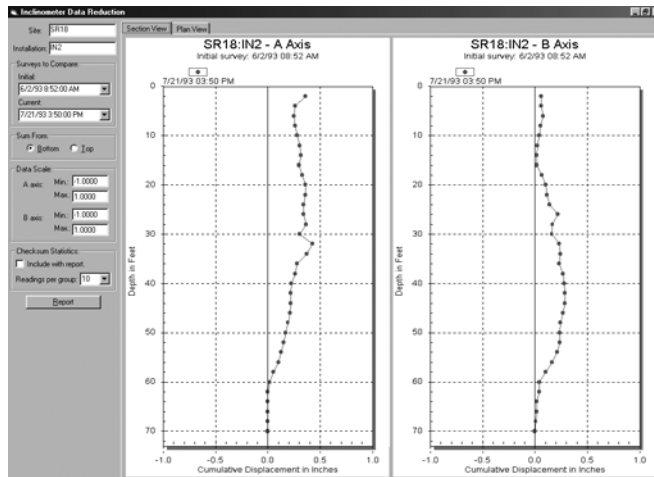 Inclinometer Data Reduction
Site: SR18
Installation: IN2
Surveys to Compare:
Initial:
6/2/93 8:52:00 AM
Current:
7/21/93 3:50:00 PM
Sum From:
Bottom Top
Data Scale:
A axis: Min.: -1.0000
Max.: 1.0000
B axis: Min.: -1.0000
Max.: 1.0000
Checksum Statistics:
Include with report.
Readings per group: 10
Report
Section View Plan View
SR18:IN2 - A Axis
Initial survey: 6/2/93 08:52 AM
7/21/93 03:50 PM
0
10
20
30
40
50
60
70
Depth in Feet
-1.0 -0.5 0.0 0.5 1.0
Cumulative Displacement in Inches
SR18:IN2 - B Axis
Initial survey: 6/2/93 08:52 AM
7/21/93 03:50 PM
0
10
20
30
40
50
60
70
Depth in Feet
-1.0 -0.5 0.0 0.5 1.0
Cumulative Displacement in Inches